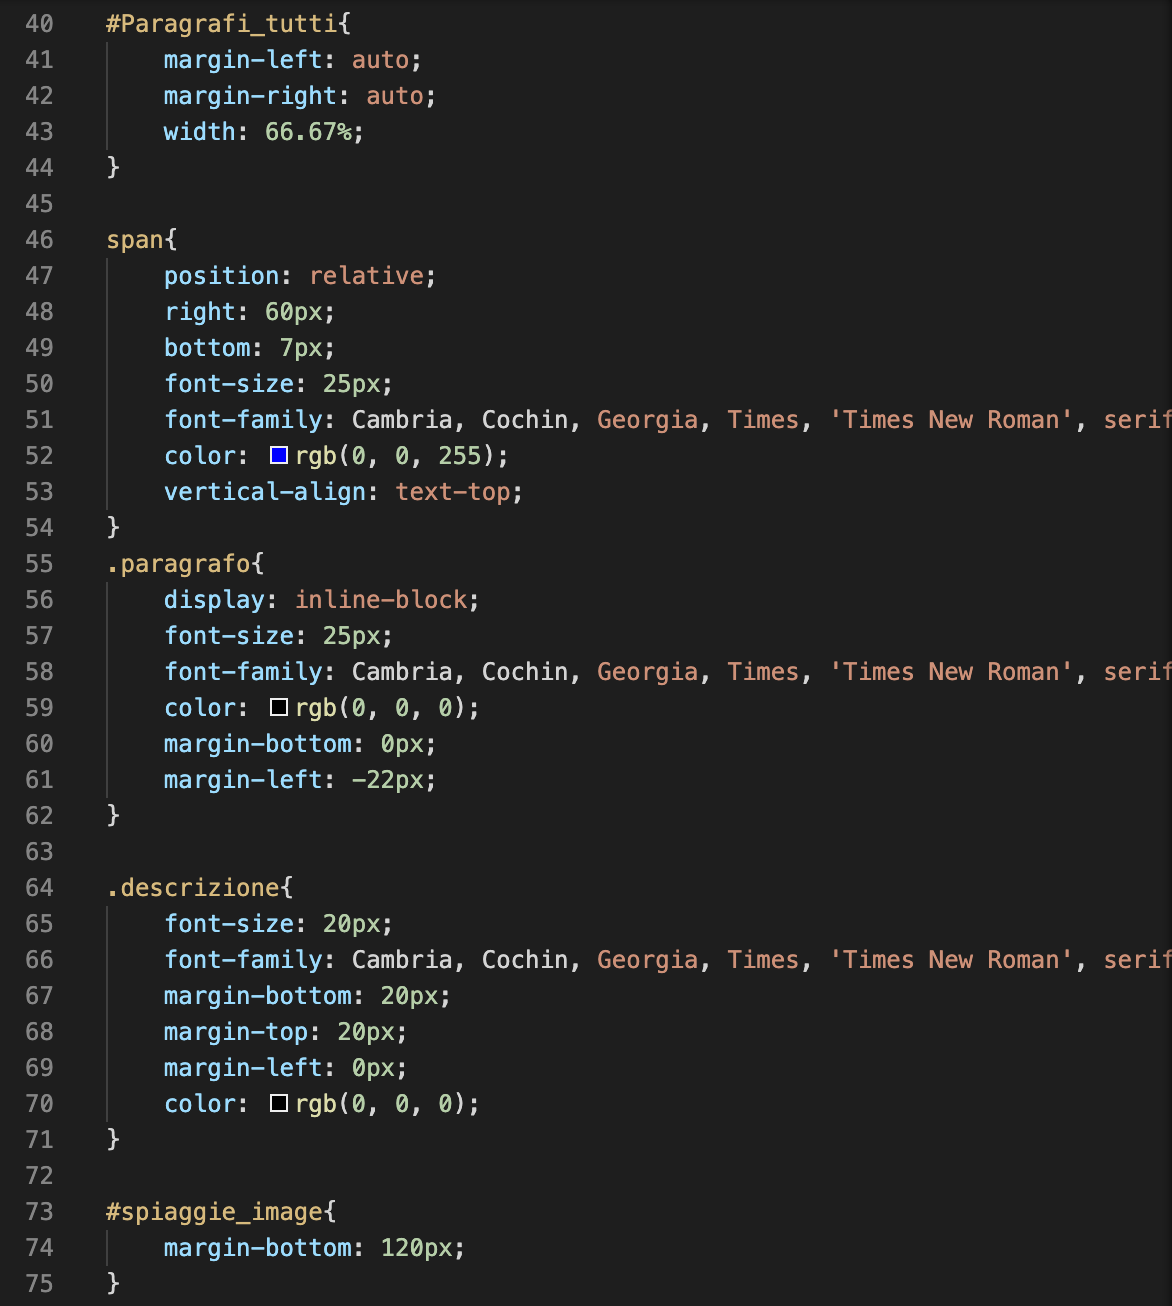 40 #Paragrafi_tutti{
41 margin-left: auto;
42 margin-right: auto;
43 width: 66.67%;
44 }
45
46 span{
47 position: relative;
48 right: 60px;
49 bottom: 7px;
50 font-size: 25px;
51 font-family: Cambria, Cochin, Georgia, Times, 'Times New Roman', serif
52 color: rgb(0, 0, 255);
53 vertical-align: text-top;
54 }
55 .paragrafo{
56 display: inline-block;
57 font-size: 25px;
58 font-family: Cambria, Cochin, Georgia, Times, 'Times New Roman', serif
59 color: rgb(0, 0, 0);
60 margin-bottom: 0px;
61 margin-left: -22px;
62 }
63
64 .descrizione{
65 font-size: 20px;
66 font-family: Cambria, Cochin, Georgia, Times, 'Times New Roman', serif
67 margin-bottom: 20px;
68 margin-top: 20px;
69 margin-left: 0px;
70 color: rgb(0, 0, 0);
71 }
72
73 #spiaggie_image{
74 margin-bottom: 120px;
75 }